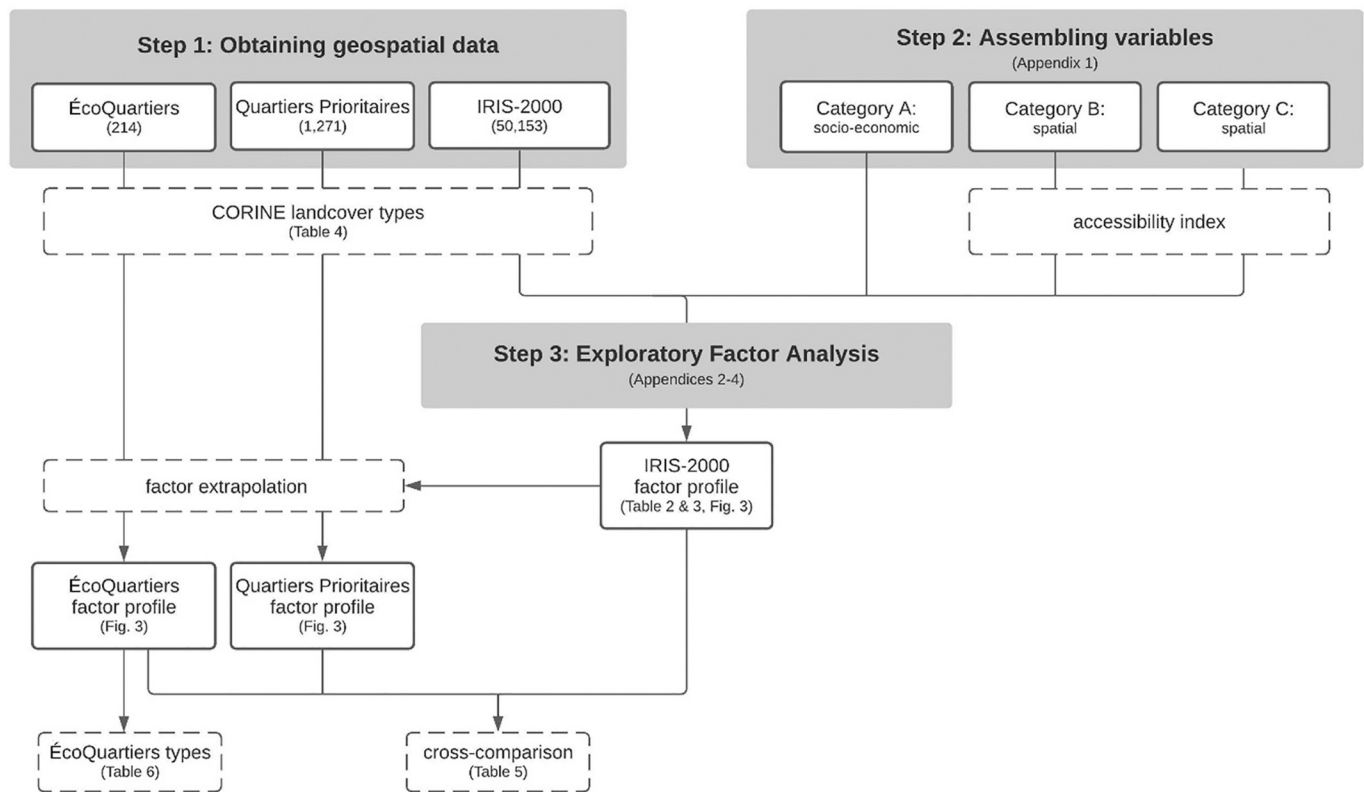 Step 1: Obtaining geospatial data
ÉcoQuartiers
(214)
Quartiers Prioritaires
(1,271)
IRIS-2000
(50,153)
Step 2: Assembling variables
(Appendix 1)
Category A:
socio-economic
Category B:
spatial
Category C:
spatial
CORINE landcover types
(Table 4)
accessibility index
Step 3: Exploratory Factor Analysis
(Appendices 2-4)
IRIS-2000
factor profile
(Table 2 & 3, Fig. 3)
factor extrapolation
ÉcoQuartiers
factor profile
(Fig. 3)
Quartiers Prioritaires
factor profile
(Fig. 3)
ÉcoQuartiers types
(Table 6)
cross-comparison
(Table 5)